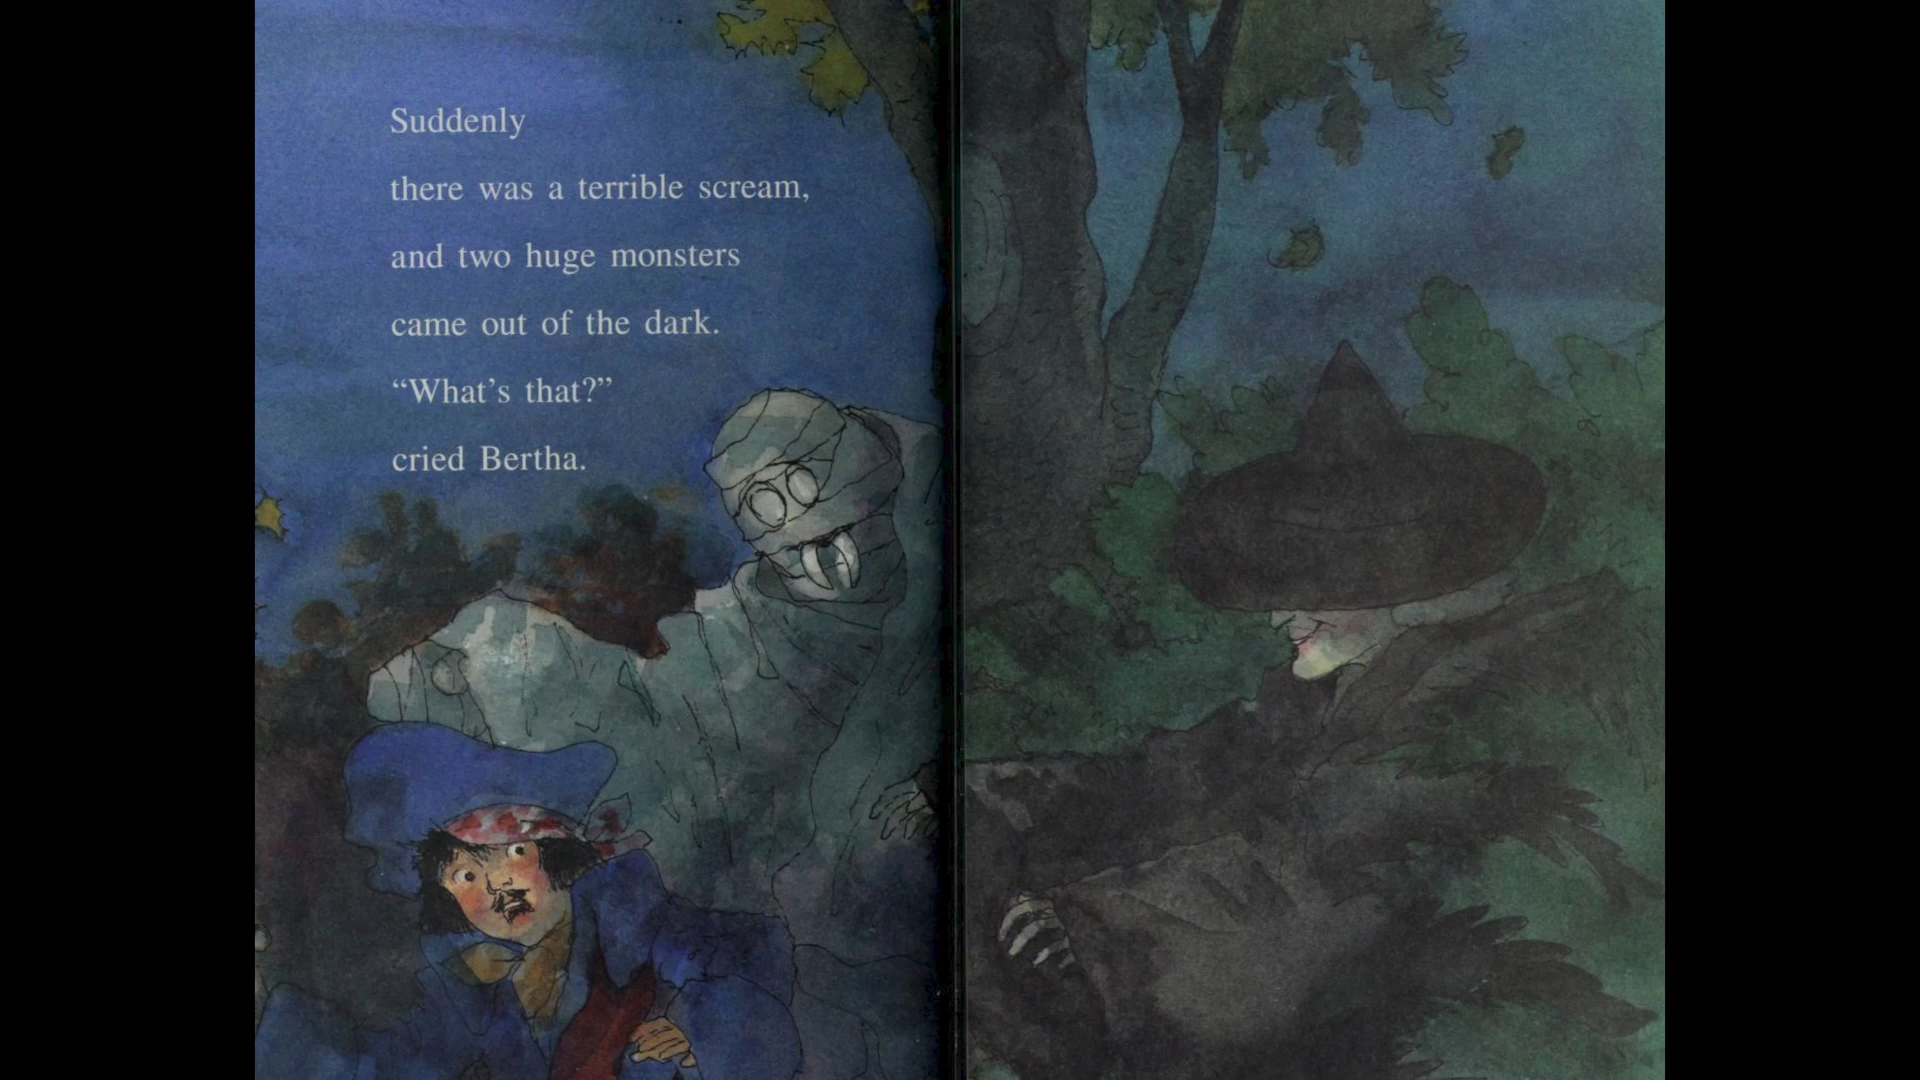 Suddenly
there was a terrible scream,
and two huge monsters
came out of the dark.
“What’s that?”
cried Bertha.